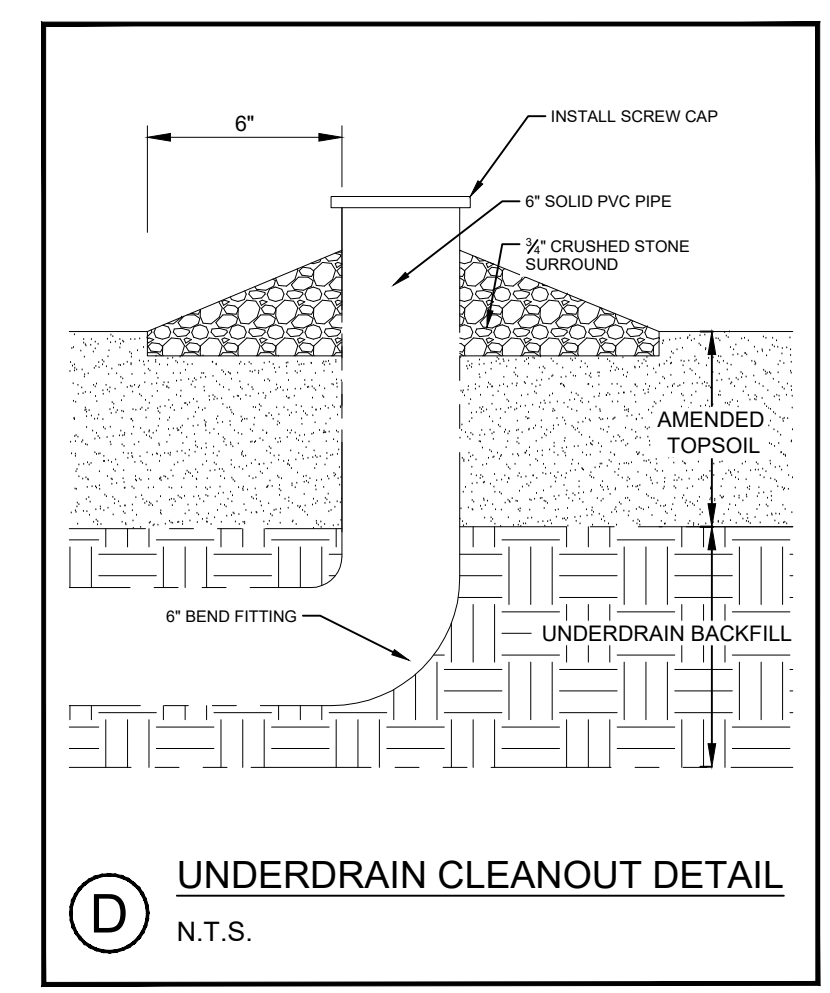 6"
INSTALL SCREW CAP
6" SOLID PVC PIPE
¾" CRUSHED STONE
SURROUND
AMENDED
TOPSOIL
6" BEND FITTING
UNDERDRAIN BACKFILL
D
UNDERDRAIN CLEANOUT DETAIL
N.T.S.